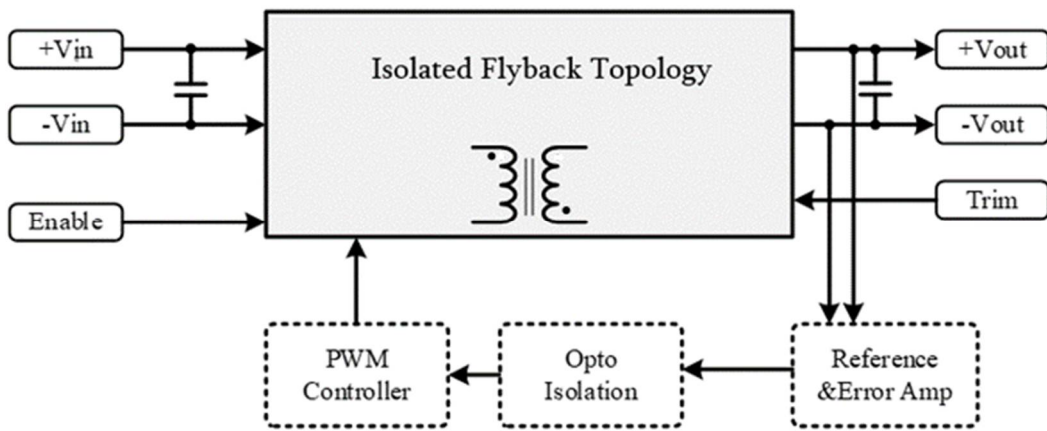 +Vin
Isolated Flyback Topology
+Vout
-Vin
-Vout
Enable
Trim
PWM
Controller
Opto
Isolation
Reference
&Error Amp